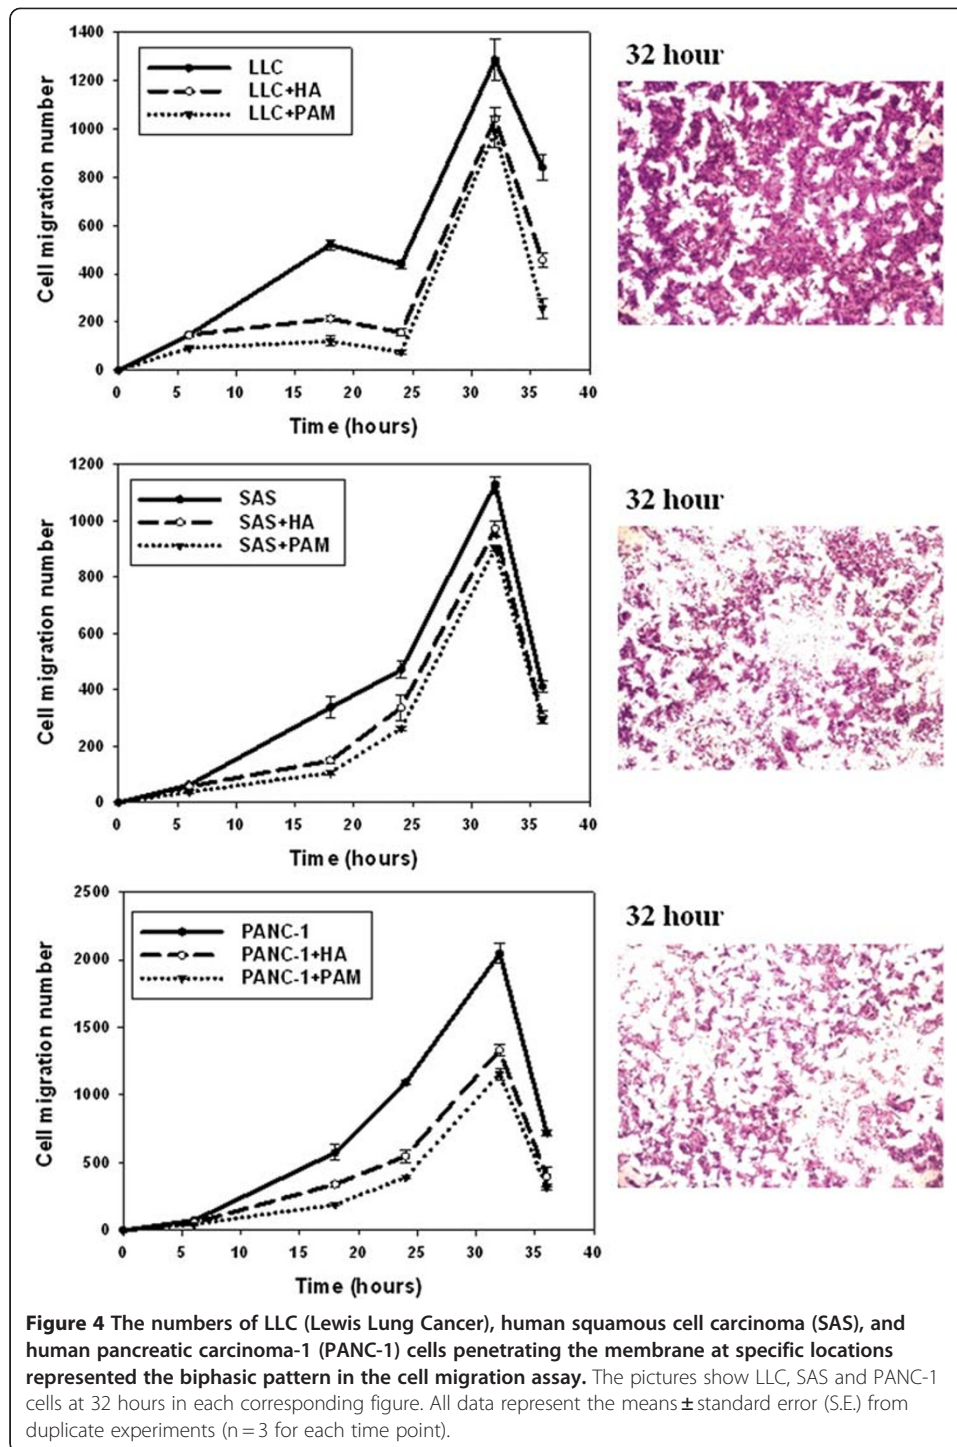 1400
1200
1000
800
600
400
200
0
Cell migration number
LLC
LLC+HA
LLC+PAM
0 5 10 15 20 25 30 35 40
Time (hours)
32 hour
1200
1000
800
600
400
200
0
Cell migration number
SAS
SAS+HA
SAS+PAM
0 5 10 15 20 25 30 35 40
Time (hours)
32 hour
2500
2000
1500
1000
500
0
Cell migration number
PANC-1
PANC-1+HA
PANC-1+PAM
0 5 10 15 20 25 30 35 40
Time (hours)
32 hour
Figure 4 The numbers of LLC (Lewis Lung Cancer), human squamous cell carcinoma (SAS), and
human pancreatic carcinoma-1 (PANC-1) cells penetrating the membrane at specific locations
represented the biphasic pattern in the cell migration assay. The pictures show LLC, SAS and PANC-1
cells at 32 hours in each corresponding figure. All data represent the means ± standard error (S.E.) from
duplicate experiments (n = 3 for each time point).